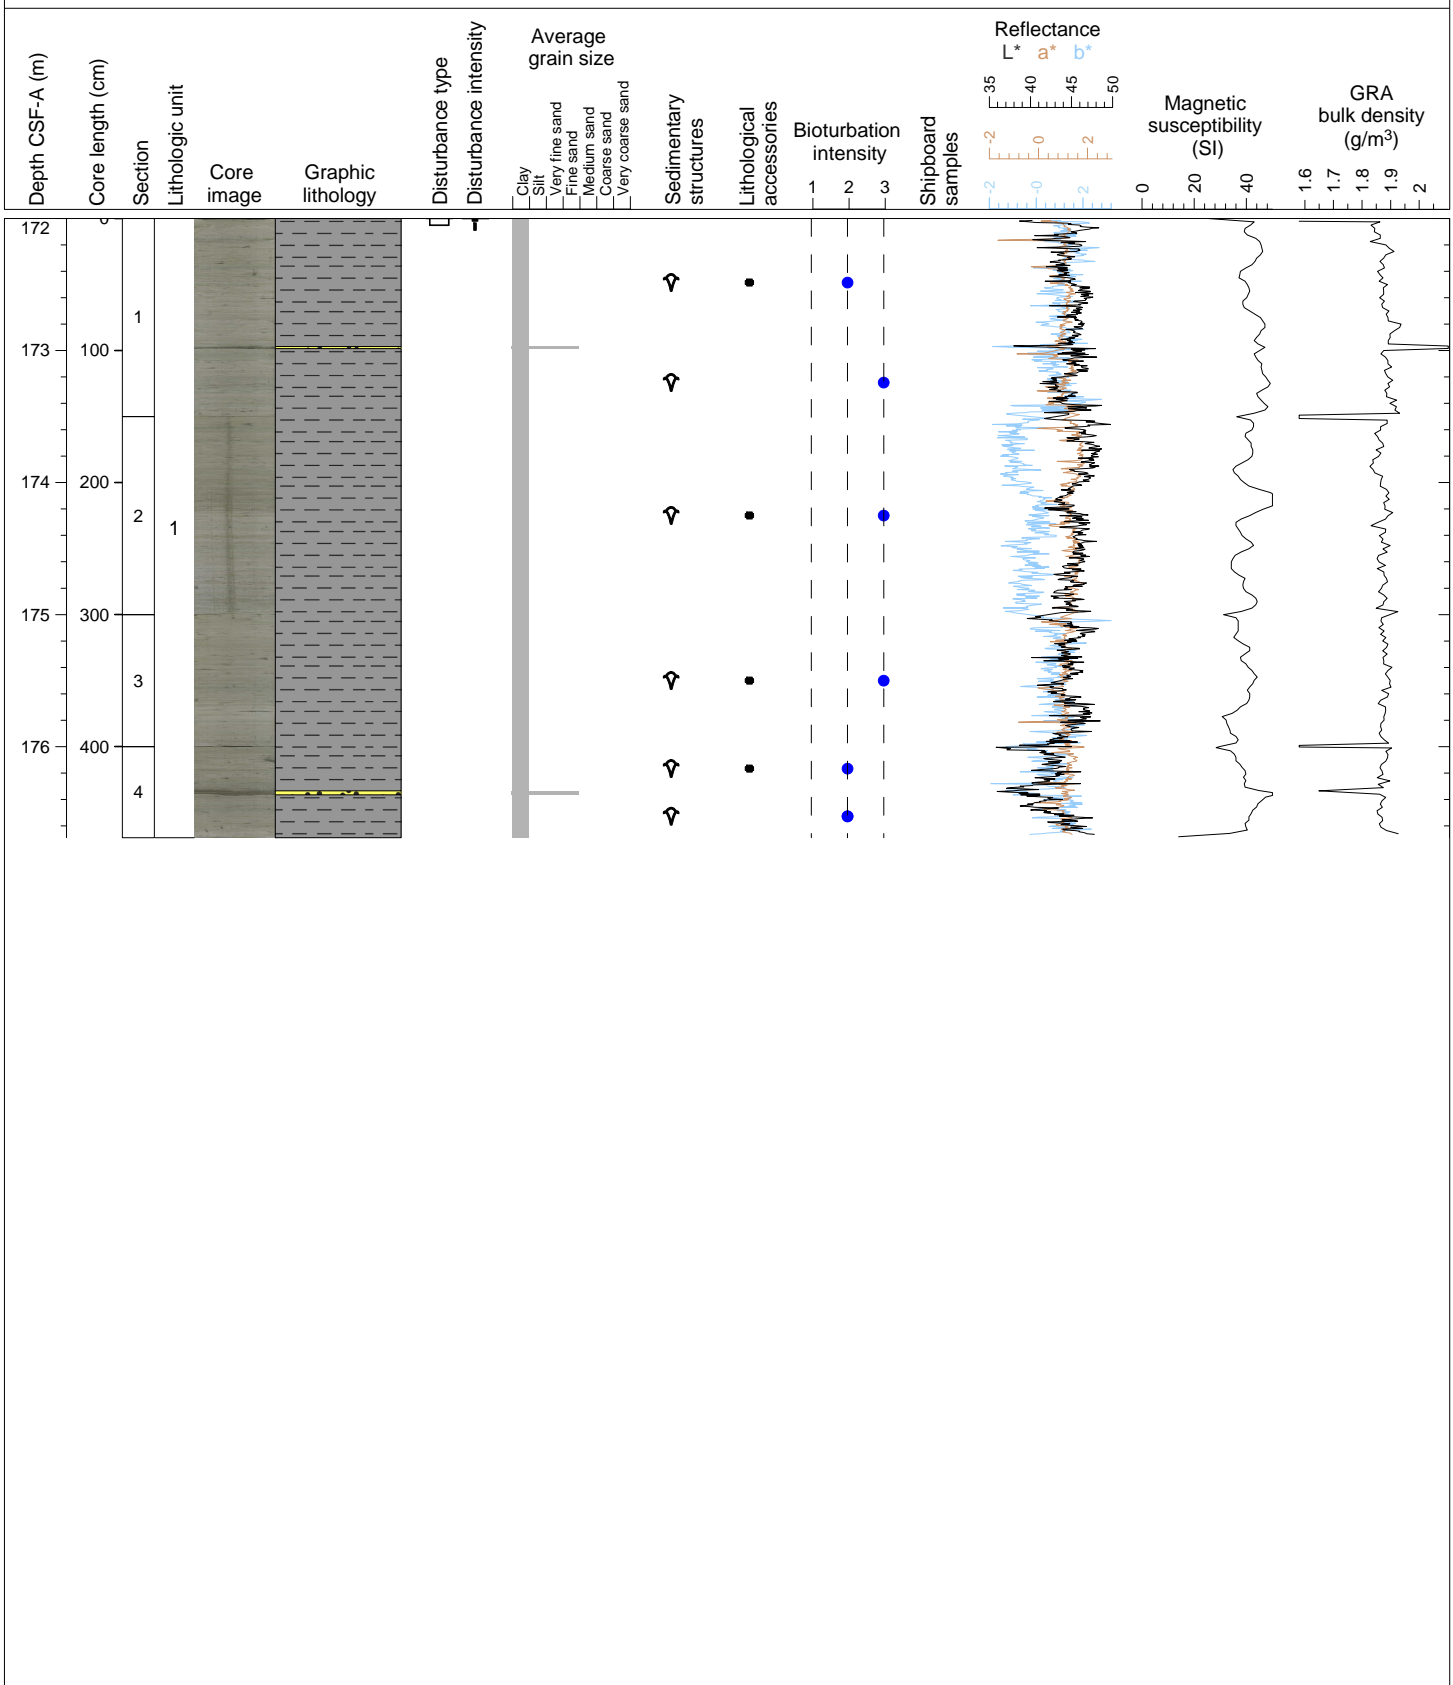 Depth CSF-A (m)
Core length (cm)
Section
Lithologic unit
Core
image
Graphic
lithology
Disturbance type
Disturbance intensity
Average
grain size
Clay
Silt
Very fine sand
Fine sand
Medium sand
Coarse sand
Very coarse sand
Sedimentary
structures
Lithological
accessories
Bioturbation
intensity
1 2 3
Shipboard
samples
Reflectance
L* a* b*
35 40 45 50
-2 0 2
-2 -0 2
Magnetic
susceptibility
(SI)
0 20 40
GRA
bulk density
(g/m³)
1.6 1.7 1.8 1.9 2
172 0
1
173 100
174 200
2
1
175 300
3
176 400
4